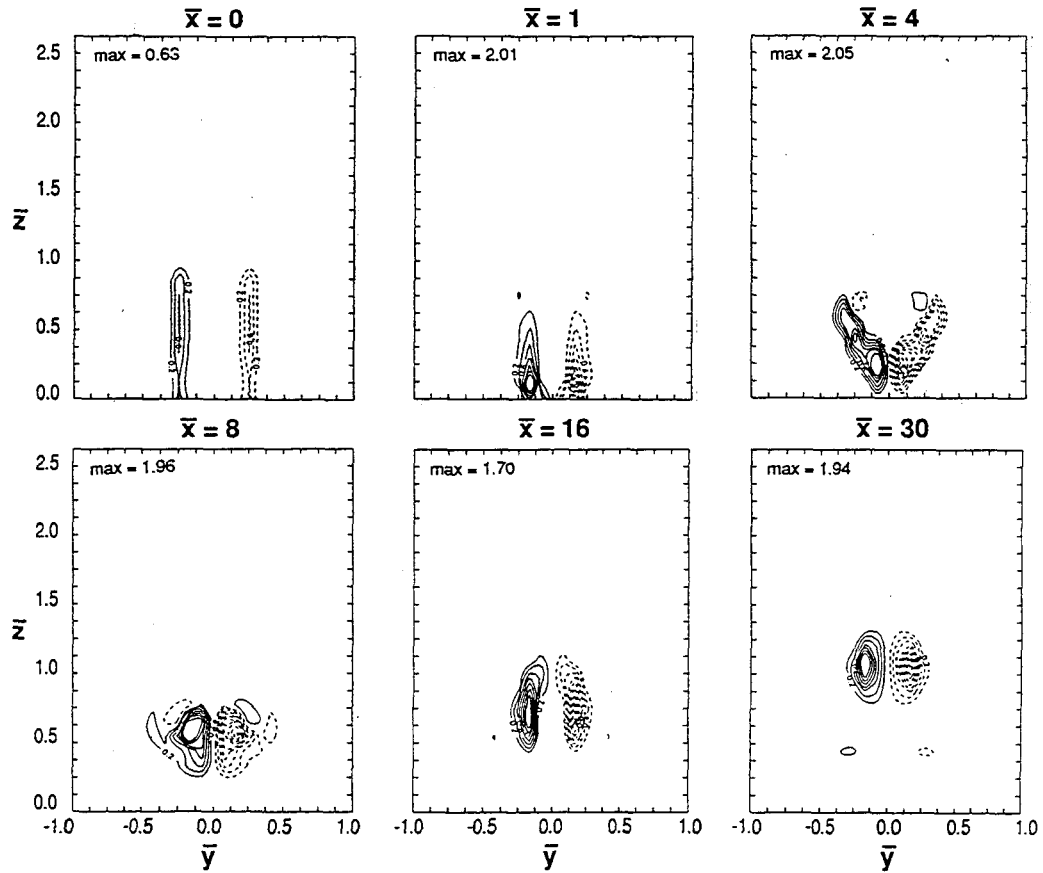 x̄ = 0
x̄ = 1
x̄ = 4
max = 0.63
max = 2.01
max = 2.05
2.5
2.0
1.5
z̄
1.0
0.5
0.0
x̄ = 8
x̄ = 16
x̄ = 30
max = 1.96
max = 1.70
max = 1.94
2.5
2.0
1.5
z̄
1.0
0.5
0.0
0.2
-1.0 -0.5 0.0 0.5 1.0
-1.0 -0.5 0.0 0.5 1.0
-1.0 -0.5 0.0 0.5 1.0
ȳ
ȳ
ȳ